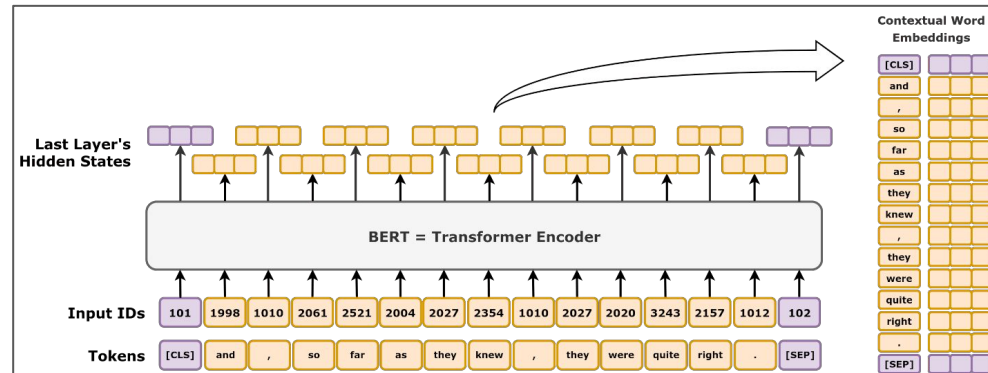 Contextual Word
Embeddings
[CLS]
and
,
so
far
as
they
knew
,
they
were
quite
right
.
[SEP]
Last Layer's
Hidden States
BERT = Transformer Encoder
Input IDs 101 1998 1010 2061 2521 2004 2027 2354 1010 2027 2020 3243 2157 1012 102
Tokens [CLS] and , so far as they knew , they were quite right . [SEP]